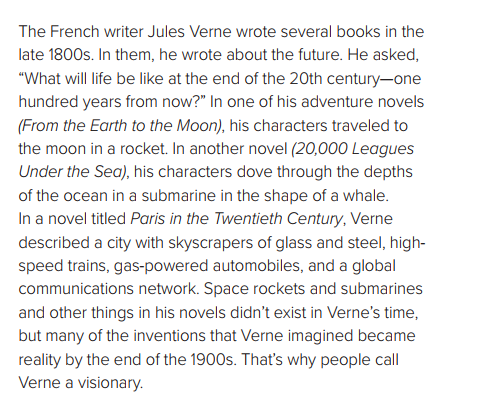 The French writer Jules Verne wrote several books in the
late 1800s. In them, he wrote about the future. He asked,
“What will life be like at the end of the 20th century—one
hundred years from now?” In one of his adventure novels
(From the Earth to the Moon), his characters traveled to
the moon in a rocket. In another novel (20,000 Leagues
Under the Sea), his characters dove through the depths
of the ocean in a submarine in the shape of a whale.
In a novel titled Paris in the Twentieth Century, Verne
described a city with skyscrapers of glass and steel, high-
speed trains, gas-powered automobiles, and a global
communications network. Space rockets and submarines
and other things in his novels didn’t exist in Verne’s time,
but many of the inventions that Verne imagined became
reality by the end of the 1900s. That’s why people call
Verne a visionary.